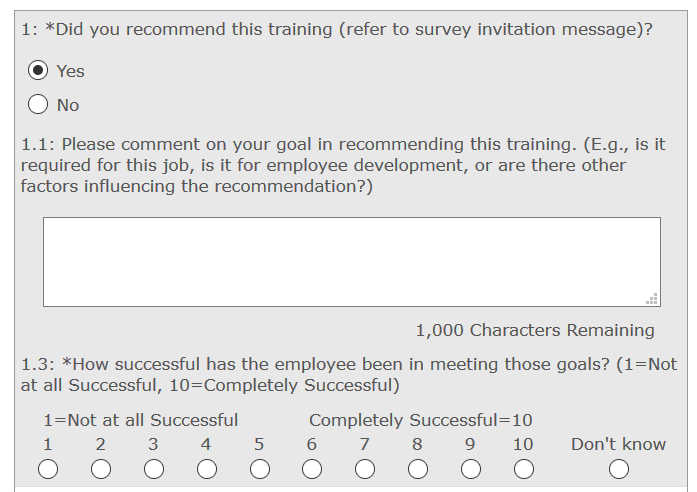 1: *Did you recommend this training (refer to survey invitation message)?
Yes
No
1.1: Please comment on your goal in recommending this training. (E.g., is it
required for this job, is it for employee development, or are there other
factors influencing the recommendation?)
1,000 Characters Remaining
1.3: *How successful has the employee been in meeting those goals? (1=Not
at all Successful, 10=Completely Successful)
1=Not at all Successful Completely Successful=10
1 2 3 4 5 6 7 8 9 10 Don't know